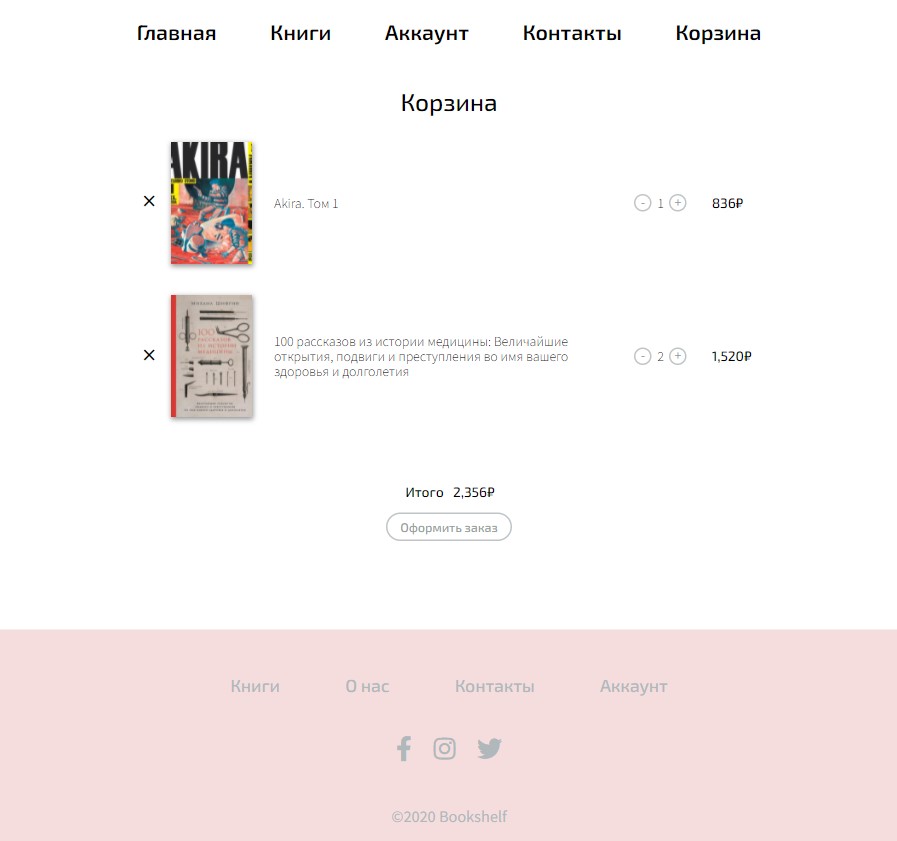 Главная Книги Аккаунт Контакты Корзина
Корзина
AKIRA
× Akira. Том 1 - 1 + 836₽
100 РАССКАЗОВ ИЗ ИСТОРИИ МЕДИЦИНЫ
× 100 рассказов из истории медицины: Величайшие
открытия, подвиги и преступления во имя вашего
здоровья и долголетия
- 2 + 1,520₽
Итого 2,356₽
Оформить заказ
Книги О нас Контакты Аккаунт
©2020 Bookshelf